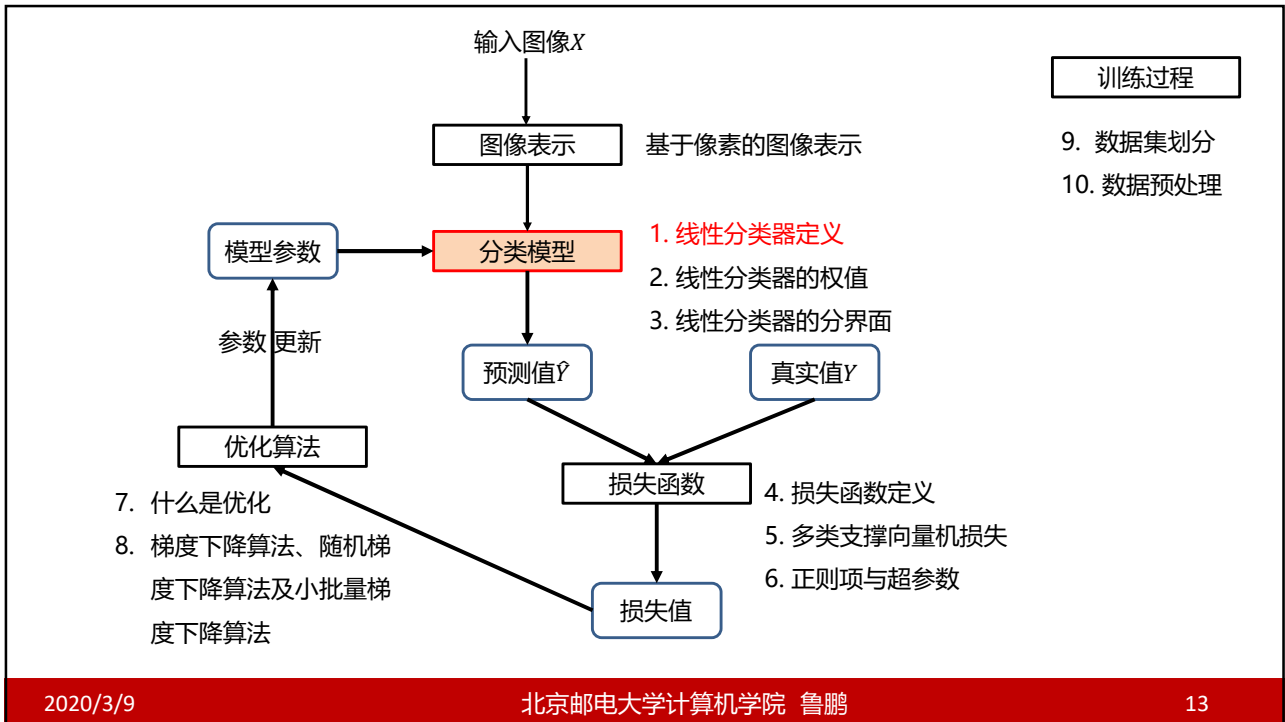 输入图像X
训练过程
图像表示
基于像素的图像表示
9. 数据集划分
10. 数据预处理
模型参数
分类模型
1. 线性分类器定义
2. 线性分类器的权值
3. 线性分类器的分界面
参数 更新
预测值Ŷ
真实值Y
优化算法
损失函数
7. 什么是优化
8. 梯度下降算法、随机梯
度下降算法及小批量梯
度下降算法
4. 损失函数定义
5. 多类支撑向量机损失
6. 正则项与超参数
损失值
2020/3/9
北京邮电大学计算机学院 鲁鹏
13